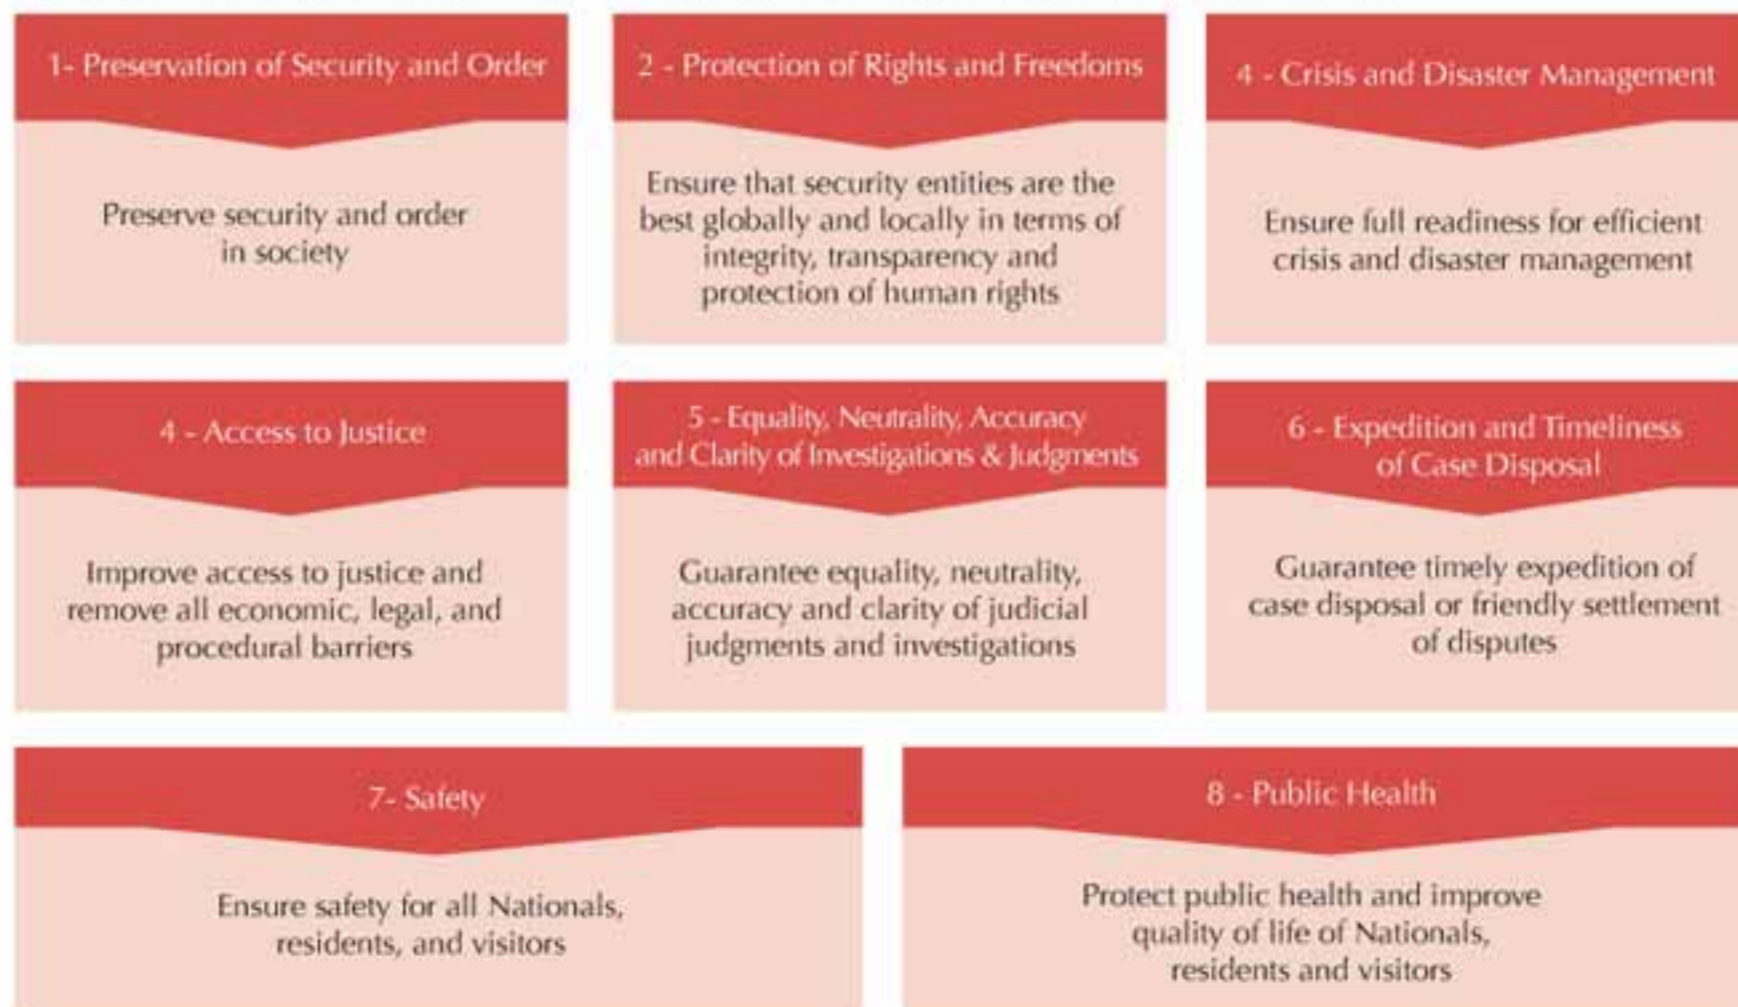 1- Preservation of Security and Order
Preserve security and order
in society
2 - Protection of Rights and Freedoms
Ensure that security entities are the
best globally and locally in terms of
integrity, transparency and
protection of human rights
4 - Crisis and Disaster Management
Ensure full readiness for efficient
crisis and disaster management
4 - Access to Justice
Improve access to justice and
remove all economic, legal, and
procedural barriers
5 - Equality, Neutrality, Accuracy
and Clarity of Investigations & Judgments
Guarantee equality, neutrality,
accuracy and clarity of judicial
judgments and investigations
6 - Expedition and Timeliness
of Case Disposal
Guarantee timely expedition of
case disposal or friendly settlement
of disputes
7- Safety
Ensure safety for all Nationals,
residents, and visitors
8 - Public Health
Protect public health and improve
quality of life of Nationals,
residents and visitors